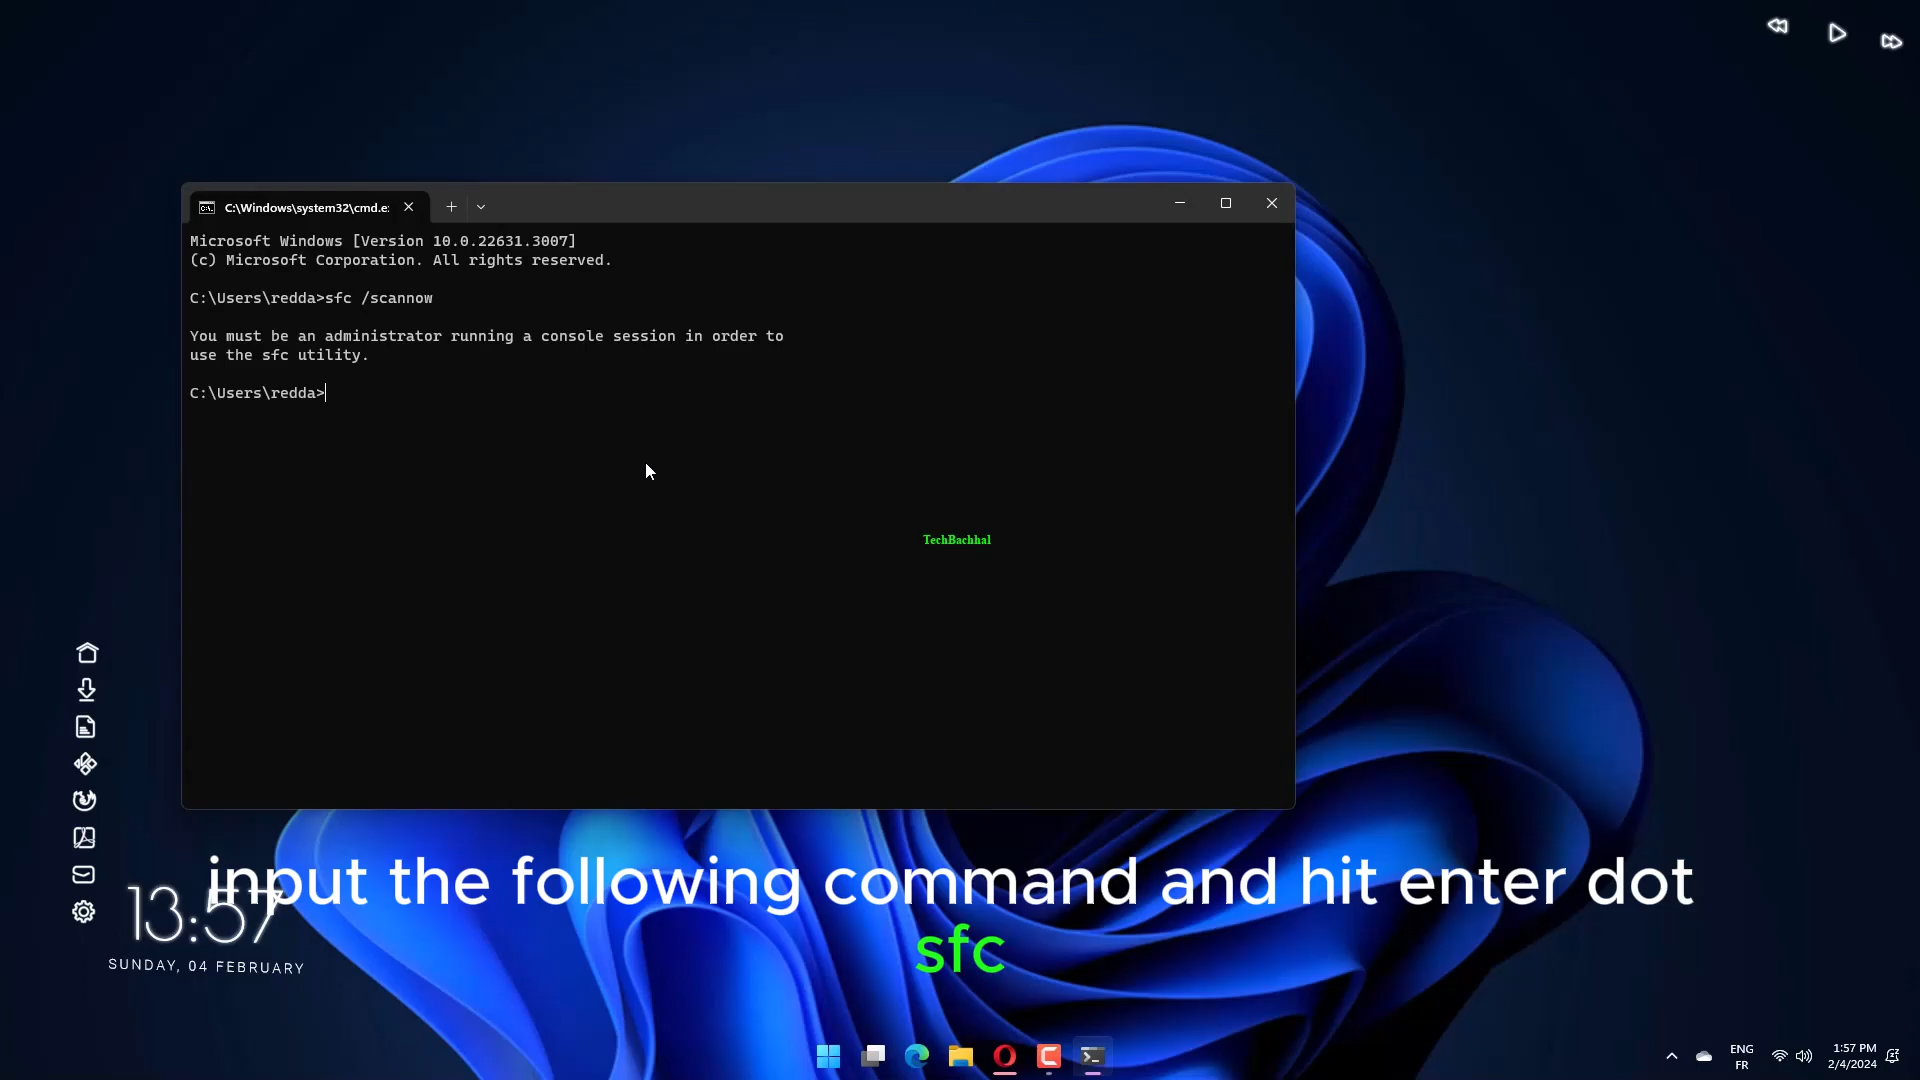 C:\Windows\system32\cmd.e:
Microsoft Windows [Version 10.0.22631.3007]
(c) Microsoft Corporation. All rights reserved.
C:\Users\redda>sfc /scannow
You must be an administrator running a console session in order to
use the sfc utility.
C:\Users\redda>
TechBachhal
input the following command and hit enter dot
sfc
13:57
SUNDAY, 04 FEBRUARY
ENG
FR
1:57 PM
2/4/2024